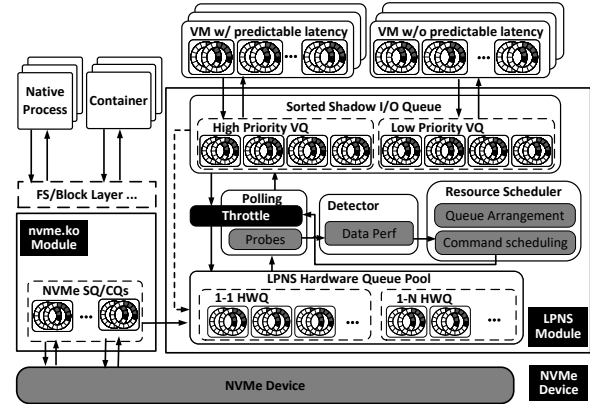 VM w/ predictable latency
...
VM w/o predictable latency
...
Native
Process
Container
Sorted Shadow I/O Queue
High Priority VQ
Low Priority VQ
FS/Block Layer ...
Polling
Throttle
Probes
Detector
Data Perf
Resource Scheduler
Queue Arrangement
Command scheduling
nvme.ko
Module
NVMe SQ/CQs
...
LPNS Hardware Queue Pool
1-1 HWQ
...
1-N HWQ
...
LPNS
Module
NVMe Device
NVMe
Device